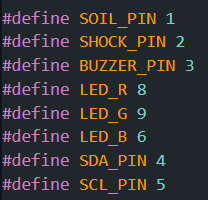 #define SOIL_PIN 1
#define SHOCK_PIN 2
#define BUZZER_PIN 3
#define LED_R 8
#define LED_G 9
#define LED_B 6
#define SDA_PIN 4
#define SCL_PIN 5